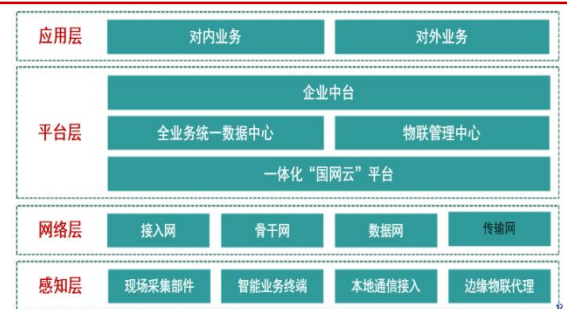 应用层 对内业务 对外业务
企业中台
平台层 全业务统一数据中心 物联管理中心
一体化“国网云”平台
网络层 接入网 骨干网 数据网 传输网
感知层 现场采集部件 智能业务终端 本地通信接入 边缘物联代理